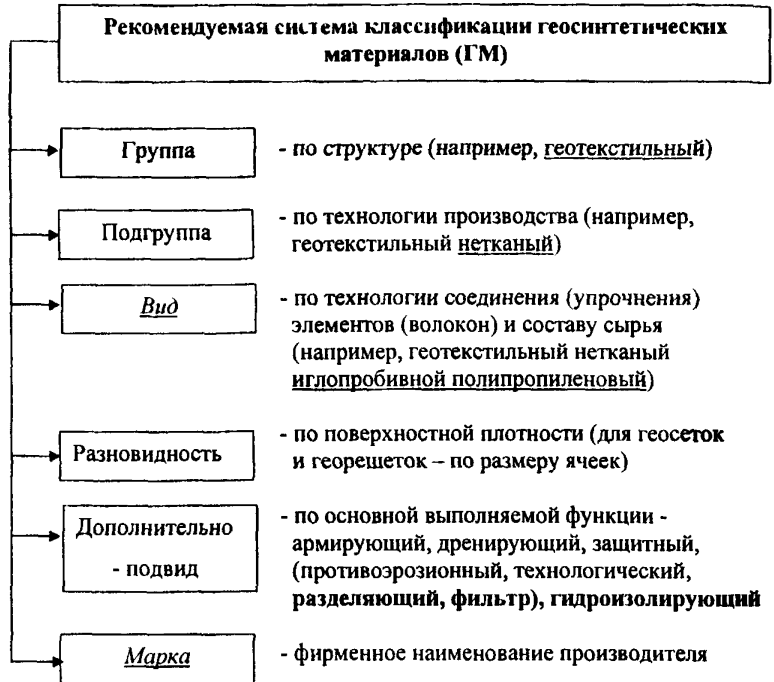 Рекомендуемая система классификации геосинтетических
материалов (ГМ)
Группа
- по структуре (например, геотекстильный)
Подгруппа
- по технологии производства (например,
геотекстильный нетканый)
Вид
- по технологии соединения (упрочнения)
элементов (волокон) и составу сырья
(например, геотекстильный нетканый
иглопробивной полипропиленовый)
Разновидность
- по поверхностной плотности (для геосеток
и георешеток – по размеру ячеек)
Дополнительно
- подвид
- по основной выполняемой функции -
армирующий, дренирующий, защитный,
(противоэрозионный, технологический,
разделяющий, фильтр), гидроизолирующий
Марка
- фирменное наименование производителя